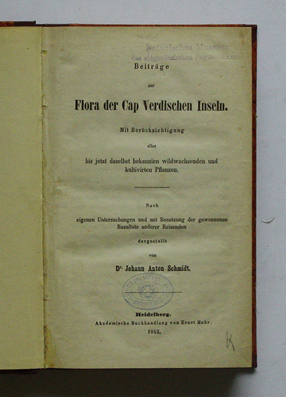 Beiträge
zur
Flora der Cap Verdischen Inseln.
Mit Berücksichtigung
aller
bis jetzt daselbst bekannten wildwachsenden und
kultivirten Pflanzen.
Nach
eigenen Untersuchungen und mit Benutzung der gewonnenen
Resultate anderer Reisenden
dargestellt
von
Dr. Johann Anton Schmidt.
Heidelberg.
Akademische Buchhandlung von Ernst Mohr.
1852.